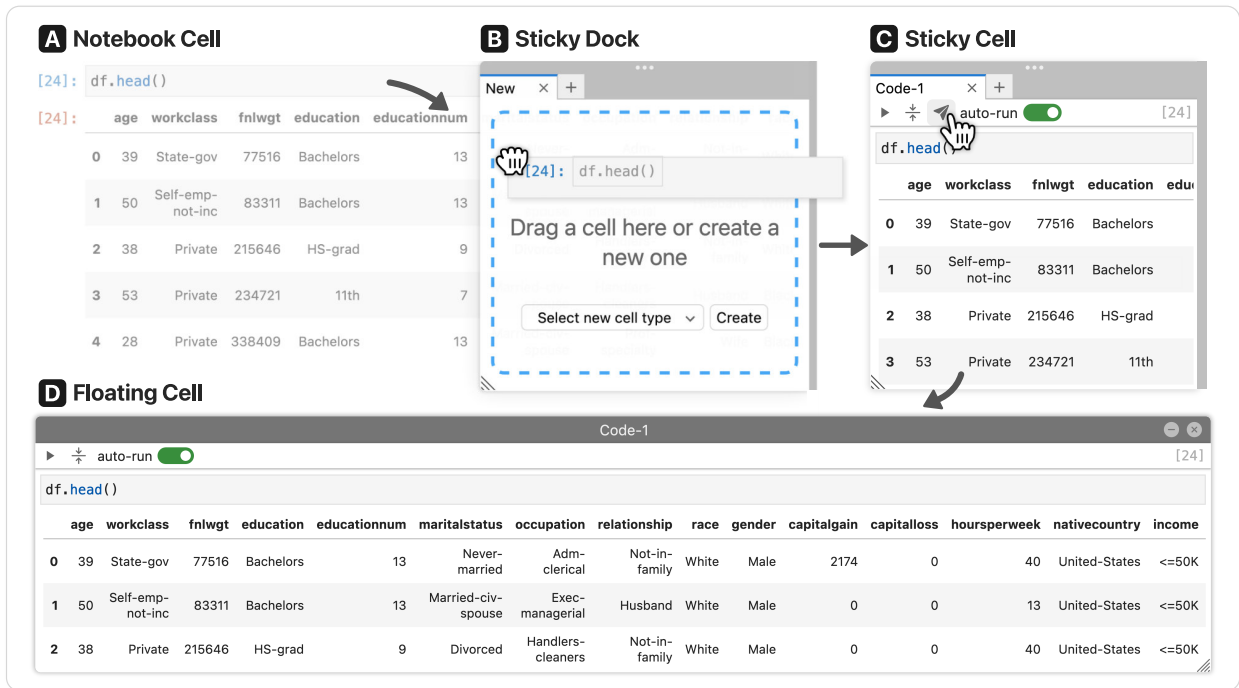 A Notebook Cell
[24]: df.head()
[24]: age workclass fnlwgt education educationnum
0 39 State-gov 77516 Bachelors 13
1 50 Self-emp-not-inc 83311 Bachelors 13
2 38 Private 215646 HS-grad 9
3 53 Private 234721 11th 7
4 28 Private 338409 Bachelors 13
B Sticky Dock
New × +
[24]: df.head()
Drag a cell here or create a
new one
Select new cell type Create
C Sticky Cell
Code-1 × +
auto-run [24]
df.head()
age workclass fnlwgt education
0 39 State-gov 77516 Bachelors
1 50 Self-emp-not-inc 83311 Bachelors
2 38 Private 215646 HS-grad
3 53 Private 234721 11th
D Floating Cell
Code-1
auto-run [24]
df.head()
age workclass fnlwgt education educationnum maritalstatus occupation relationship race gender capitalgain capitalloss hoursperweek nativecountry income
0 39 State-gov 77516 Bachelors 13 Never-married Adm-clerical Not-in-family White Male 2174 0 40 United-States <=50K
1 50 Self-emp-not-inc 83311 Bachelors 13 Married-civ-spouse Exec-managerial Husband White Male 0 0 13 United-States <=50K
2 38 Private 215646 HS-grad 9 Divorced Handlers-cleaners Not-in-family White Male 0 0 40 United-States <=50K